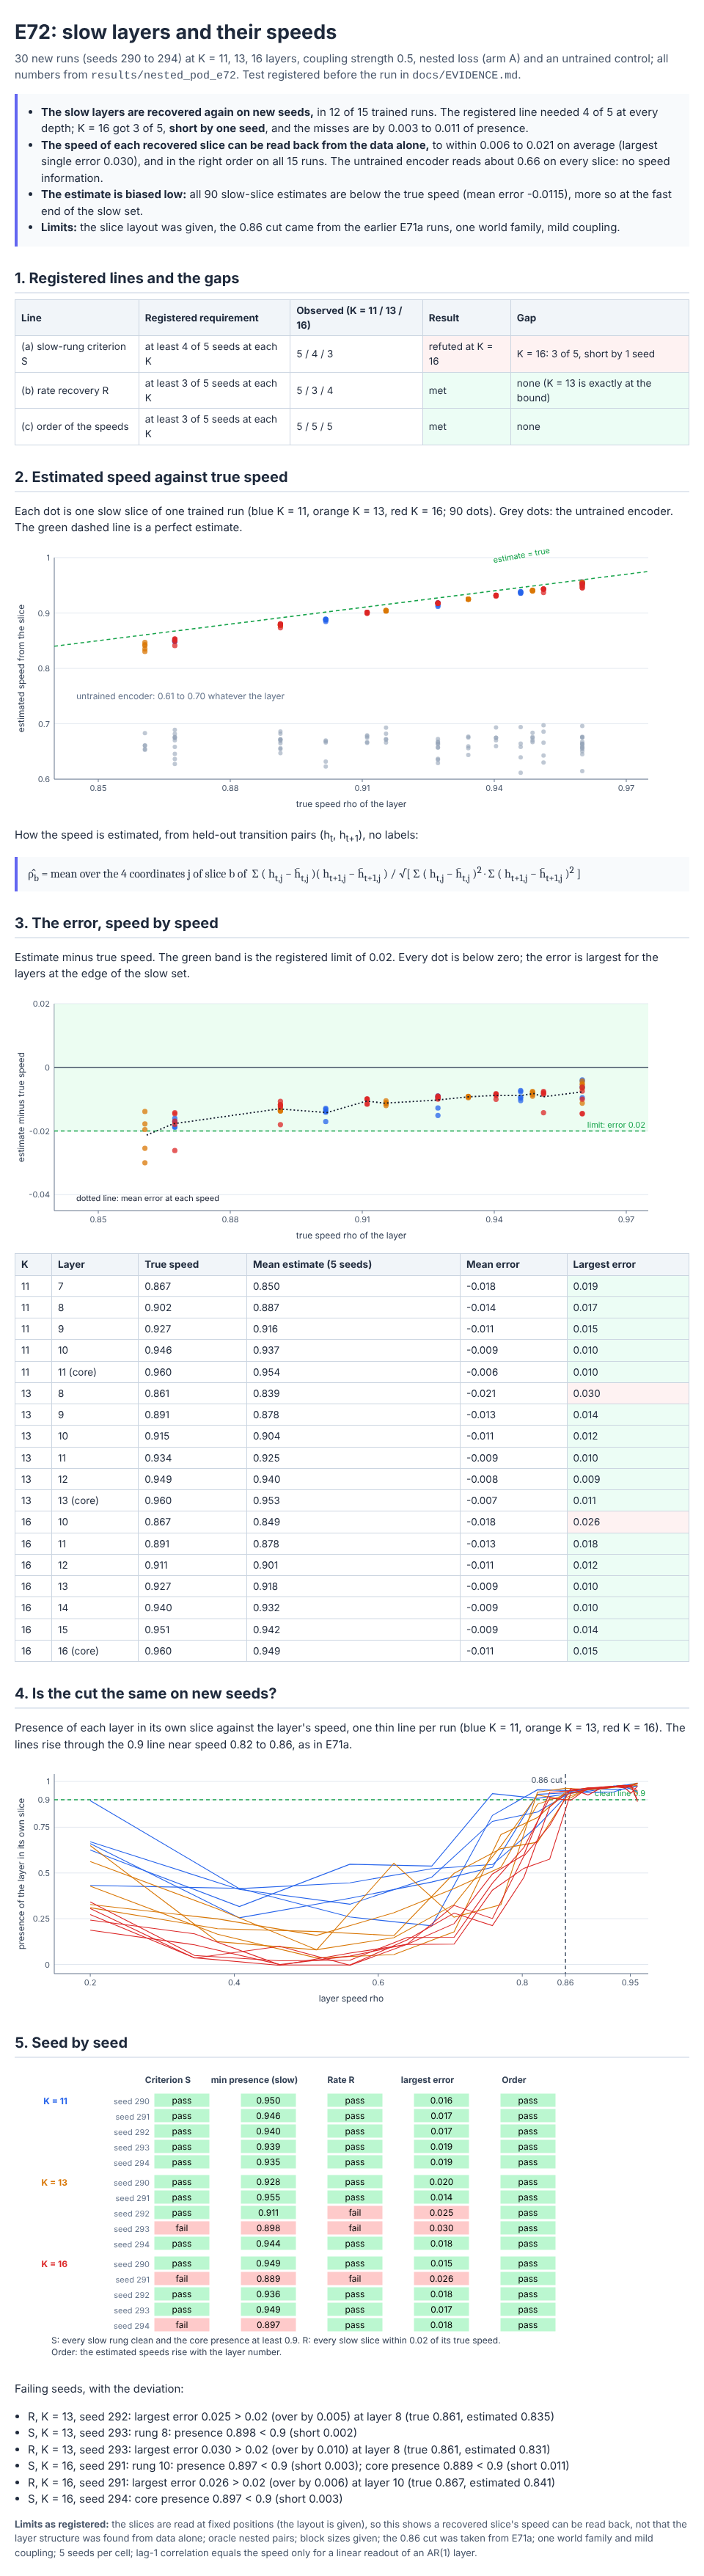 E72: slow layers and their speeds
30 new runs (seeds 290 to 294) at K = 11, 13, 16 layers, coupling strength 0.5, nested loss (arm A) and an untrained control; all
numbers from results/nested_pod_e72. Test registered before the run in docs/EVIDENCE.md.
• The slow layers are recovered again on new seeds, in 12 of 15 trained runs. The registered line needed 4 of 5 at every
depth; K = 16 got 3 of 5, short by one seed, and the misses are by 0.003 to 0.011 of presence.
• The speed of each recovered slice can be read back from the data alone, to within 0.006 to 0.021 on average (largest
single error 0.030), and in the right order on all 15 runs. The untrained encoder reads about 0.66 on every slice: no speed
information.
• The estimate is biased low: all 90 slow-slice estimates are below the true speed (mean error -0.0115), more so at the fast
end of the slow set.
• Limits: the slice layout was given, the 0.86 cut came from the earlier E71a runs, one world family, mild coupling.
1. Registered lines and the gaps
Line Registered requirement Observed (K = 11 / 13 / 16) Result Gap
(a) slow-rung criterion S at least 4 of 5 seeds at each K 5 / 4 / 3 refuted at K = 16 K = 16: 3 of 5, short by 1 seed
(b) rate recovery R at least 3 of 5 seeds at each K 5 / 3 / 4 met none (K = 13 is exactly at the bound)
(c) order of the speeds at least 3 of 5 seeds at each K 5 / 5 / 5 met none
2. Estimated speed against true speed
Each dot is one slow slice of one trained run (blue K = 11, orange K = 13, red K = 16; 90 dots). Grey dots: the untrained encoder.
The green dashed line is a perfect estimate.
estimate = true
1
0.9
0.8
0.7
0.6
estimated speed from the slice
untrained encoder: 0.61 to 0.70 whatever the layer
0.85 0.88 0.91 0.94 0.97
true speed rho of the layer
How the speed is estimated, from held-out transition pairs (ht, ht+1), no labels:
ρ̂b = mean over the 4 coordinates j of slice b of Σ ( ht,j − h̄t,j )( ht+1,j − h̄t+1,j ) / √[ Σ ( ht,j − h̄t,j )² · Σ ( ht+1,j − h̄t+1,j )² ]
3. The error, speed by speed
Estimate minus true speed. The green band is the registered limit of 0.02. Every dot is below zero; the error is largest for the
layers at the edge of the slow set.
0.02
0
-0.02
-0.04
estimate minus true speed
limit: error 0.02
dotted line: mean error at each speed
0.85 0.88 0.91 0.94 0.97
true speed rho of the layer
K Layer True speed Mean estimate (5 seeds) Mean error Largest error
11 7 0.867 0.850 -0.018 0.019
11 8 0.902 0.887 -0.014 0.017
11 9 0.927 0.916 -0.011 0.015
11 10 0.946 0.937 -0.009 0.010
11 11 (core) 0.960 0.954 -0.006 0.010
13 8 0.861 0.839 -0.021 0.030
13 9 0.891 0.878 -0.013 0.014
13 10 0.915 0.904 -0.011 0.012
13 11 0.934 0.925 -0.009 0.010
13 12 0.949 0.940 -0.008 0.009
13 13 (core) 0.960 0.953 -0.007 0.011
16 10 0.867 0.849 -0.018 0.026
16 11 0.891 0.878 -0.013 0.018
16 12 0.911 0.901 -0.011 0.012
16 13 0.927 0.918 -0.009 0.010
16 14 0.940 0.932 -0.009 0.010
16 15 0.951 0.942 -0.009 0.014
16 16 (core) 0.960 0.949 -0.011 0.015
4. Is the cut the same on new seeds?
Presence of each layer in its own slice against the layer's speed, one thin line per run (blue K = 11, orange K = 13, red K = 16). The
lines rise through the 0.9 line near speed 0.82 to 0.86, as in E71a.
0.86 cut
clean line 0.9
1
0.9
0.75
0.5
0.25
0
presence of the layer in its own slice
0.2 0.4 0.6 0.8 0.86 0.95
layer speed rho
5. Seed by seed
Criterion S min presence (slow) Rate R largest error Order
K = 11 seed 290 pass 0.950 pass 0.016 pass
seed 291 pass 0.946 pass 0.017 pass
seed 292 pass 0.940 pass 0.017 pass
seed 293 pass 0.939 pass 0.019 pass
seed 294 pass 0.935 pass 0.019 pass
K = 13 seed 290 pass 0.928 pass 0.020 pass
seed 291 pass 0.955 pass 0.014 pass
seed 292 pass 0.911 fail 0.025 pass
seed 293 fail 0.898 fail 0.030 pass
seed 294 pass 0.944 pass 0.018 pass
K = 16 seed 290 pass 0.949 pass 0.015 pass
seed 291 fail 0.889 fail 0.026 pass
seed 292 pass 0.936 pass 0.018 pass
seed 293 pass 0.949 pass 0.017 pass
seed 294 fail 0.897 pass 0.018 pass
S: every slow rung clean and the core presence at least 0.9. R: every slow slice within 0.02 of its true speed.
Order: the estimated speeds rise with the layer number.
Failing seeds, with the deviation:
• R, K = 13, seed 292: largest error 0.025 > 0.02 (over by 0.005) at layer 8 (true 0.861, estimated 0.835)
• S, K = 13, seed 293: rung 8: presence 0.898 < 0.9 (short 0.002)
• R, K = 13, seed 293: largest error 0.030 > 0.02 (over by 0.010) at layer 8 (true 0.861, estimated 0.831)
• S, K = 16, seed 291: rung 10: presence 0.897 < 0.9 (short 0.003); core presence 0.889 < 0.9 (short 0.011)
• R, K = 16, seed 291: largest error 0.026 > 0.02 (over by 0.006) at layer 10 (true 0.867, estimated 0.841)
• S, K = 16, seed 294: core presence 0.897 < 0.9 (short 0.003)
Limits as registered: the slices are read at fixed positions (the layout is given), so this shows a recovered slice's speed can be read back, not that the
layer structure was found from data alone; oracle nested pairs; block sizes given; the 0.86 cut was taken from E71a; one world family and mild
coupling; 5 seeds per cell; lag-1 correlation equals the speed only for a linear readout of an AR(1) layer.